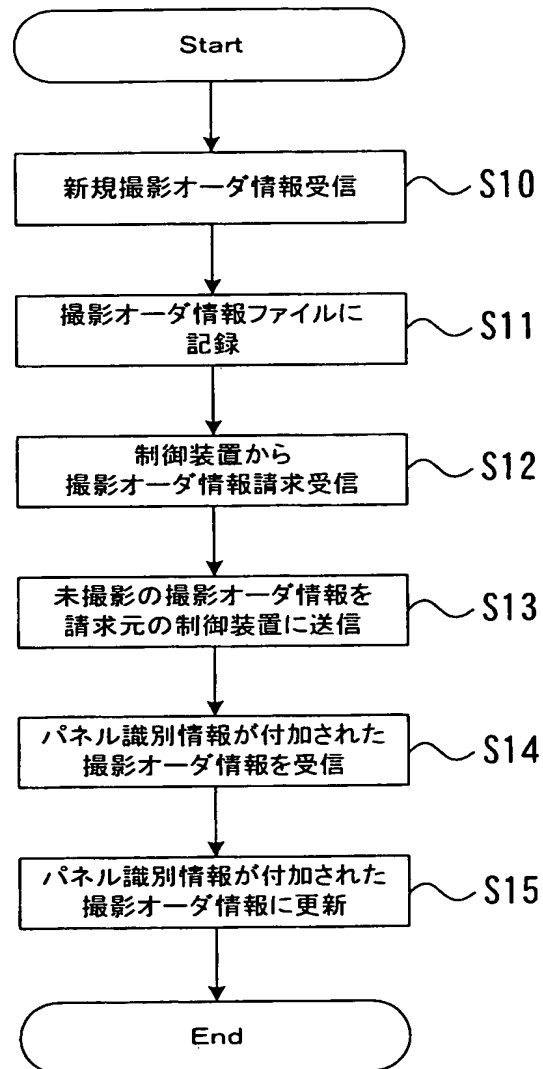 Start
新規撮影オーダ情報受信
S10
撮影オーダ情報ファイルに
記録
S11
制御装置から
撮影オーダ情報請求受信
S12
未撮影の撮影オーダ情報を
請求元の制御装置に送信
S13
パネル識別情報が付加された
撮影オーダ情報を受信
S14
パネル識別情報が付加された
撮影オーダ情報に更新
S15
End